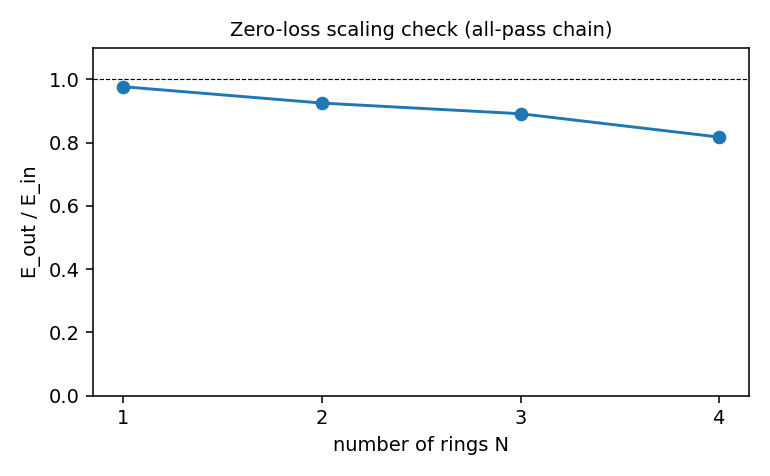 Zero-loss scaling check (all-pass chain)
E_out / E_in
1.0
0.8
0.6
0.4
0.2
0.0
1 2 3 4
number of rings N